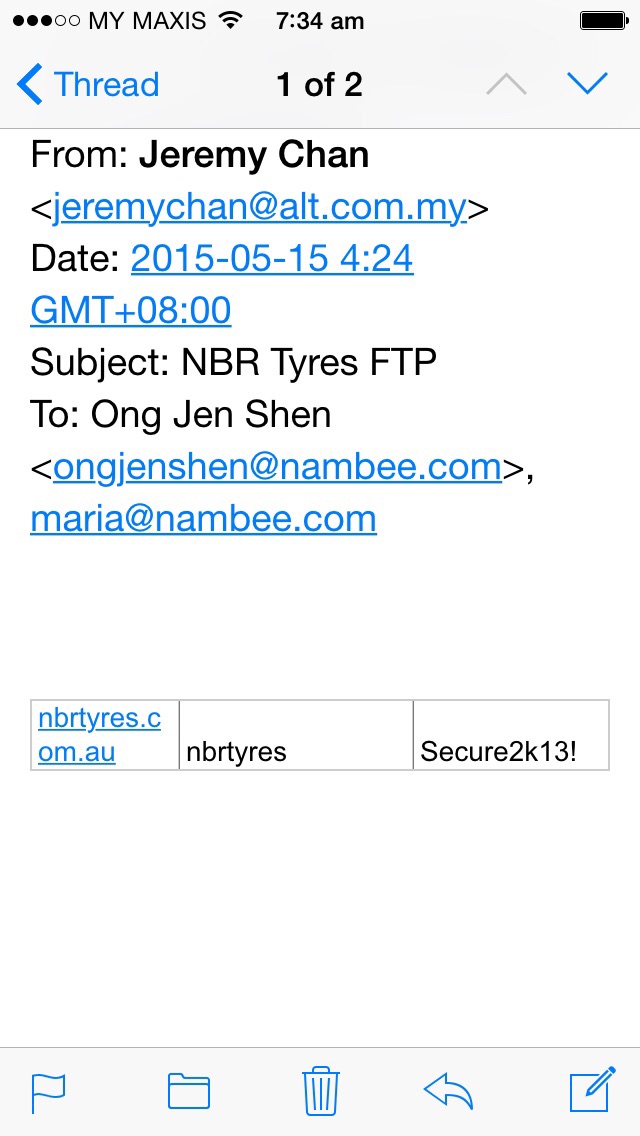 MY MAXIS 7:34 am
Thread 1 of 2
From: Jeremy Chan
<jeremychan@alt.com.my>
Date: 2015-05-15 4:24
GMT+08:00
Subject: NBR Tyres FTP
To: Ong Jen Shen
<ongjenshen@nambee.com>,
maria@nambee.com
nbrtyres.c
om.au nbrtyres Secure2k13!